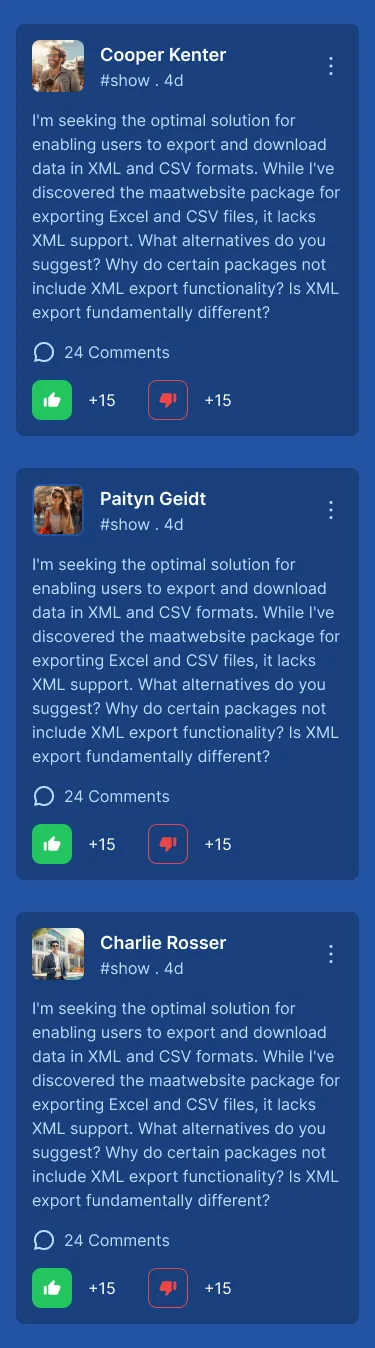 Cooper Kenter
#show . 4d
I'm seeking the optimal solution for
enabling users to export and download
data in XML and CSV formats. While I've
discovered the maatwebsite package for
exporting Excel and CSV files, it lacks
XML support. What alternatives do you
suggest? Why do certain packages not
include XML export functionality? Is XML
export fundamentally different?
24 Comments
+15 +15
Paityn Geidt
#show . 4d
I'm seeking the optimal solution for
enabling users to export and download
data in XML and CSV formats. While I've
discovered the maatwebsite package for
exporting Excel and CSV files, it lacks
XML support. What alternatives do you
suggest? Why do certain packages not
include XML export functionality? Is XML
export fundamentally different?
24 Comments
+15 +15
Charlie Rosser
#show . 4d
I'm seeking the optimal solution for
enabling users to export and download
data in XML and CSV formats. While I've
discovered the maatwebsite package for
exporting Excel and CSV files, it lacks
XML support. What alternatives do you
suggest? Why do certain packages not
include XML export functionality? Is XML
export fundamentally different?
24 Comments
+15 +15